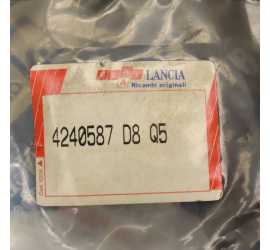 LANCIA
Ricambi originali
4240587 D8 Q5